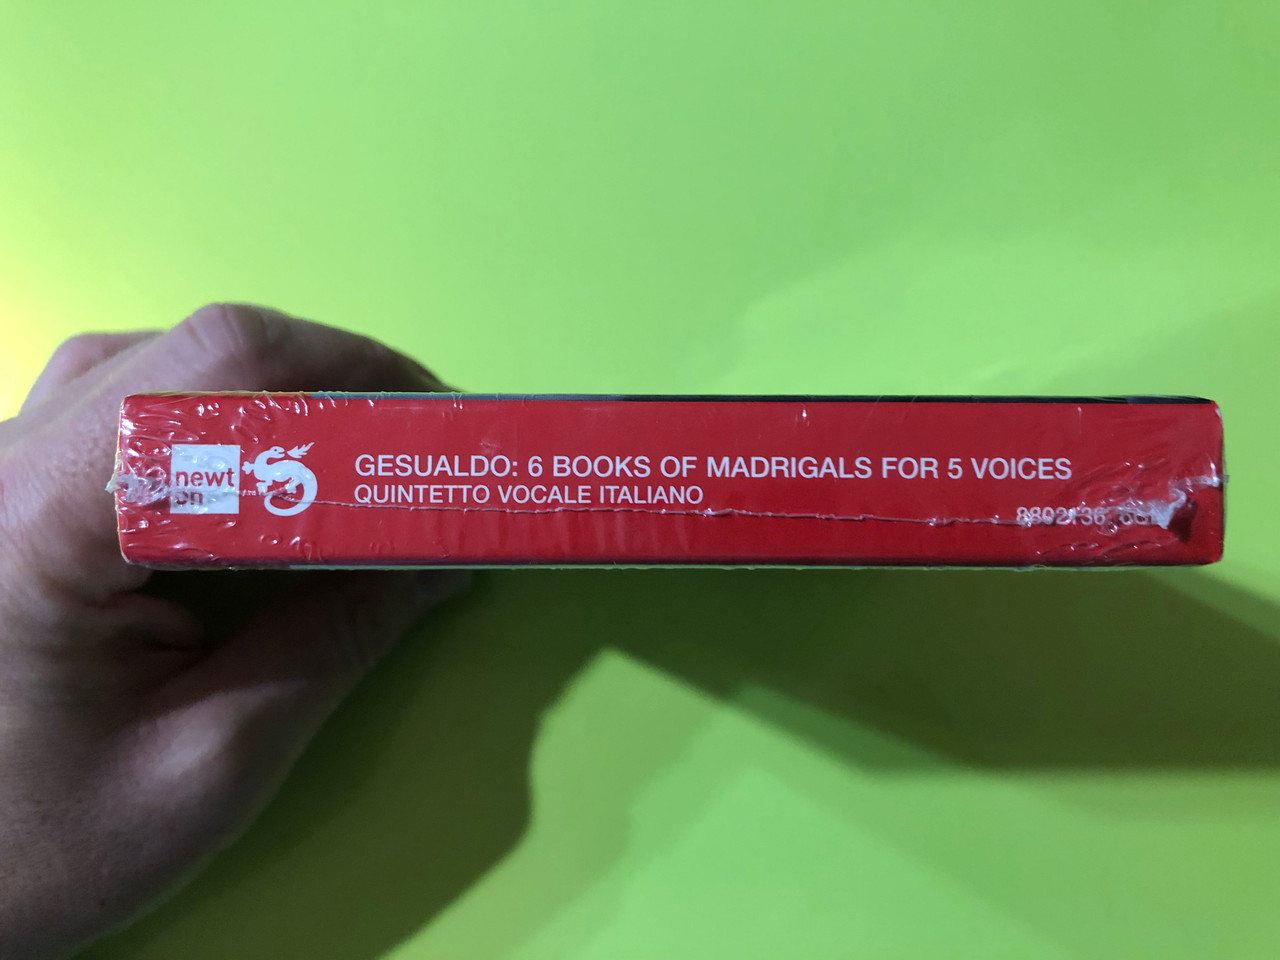 newt
on
GESUALDO: 6 BOOKS OF MADRIGALS FOR 5 VOICES
QUINTETTO VOCALE ITALIANO